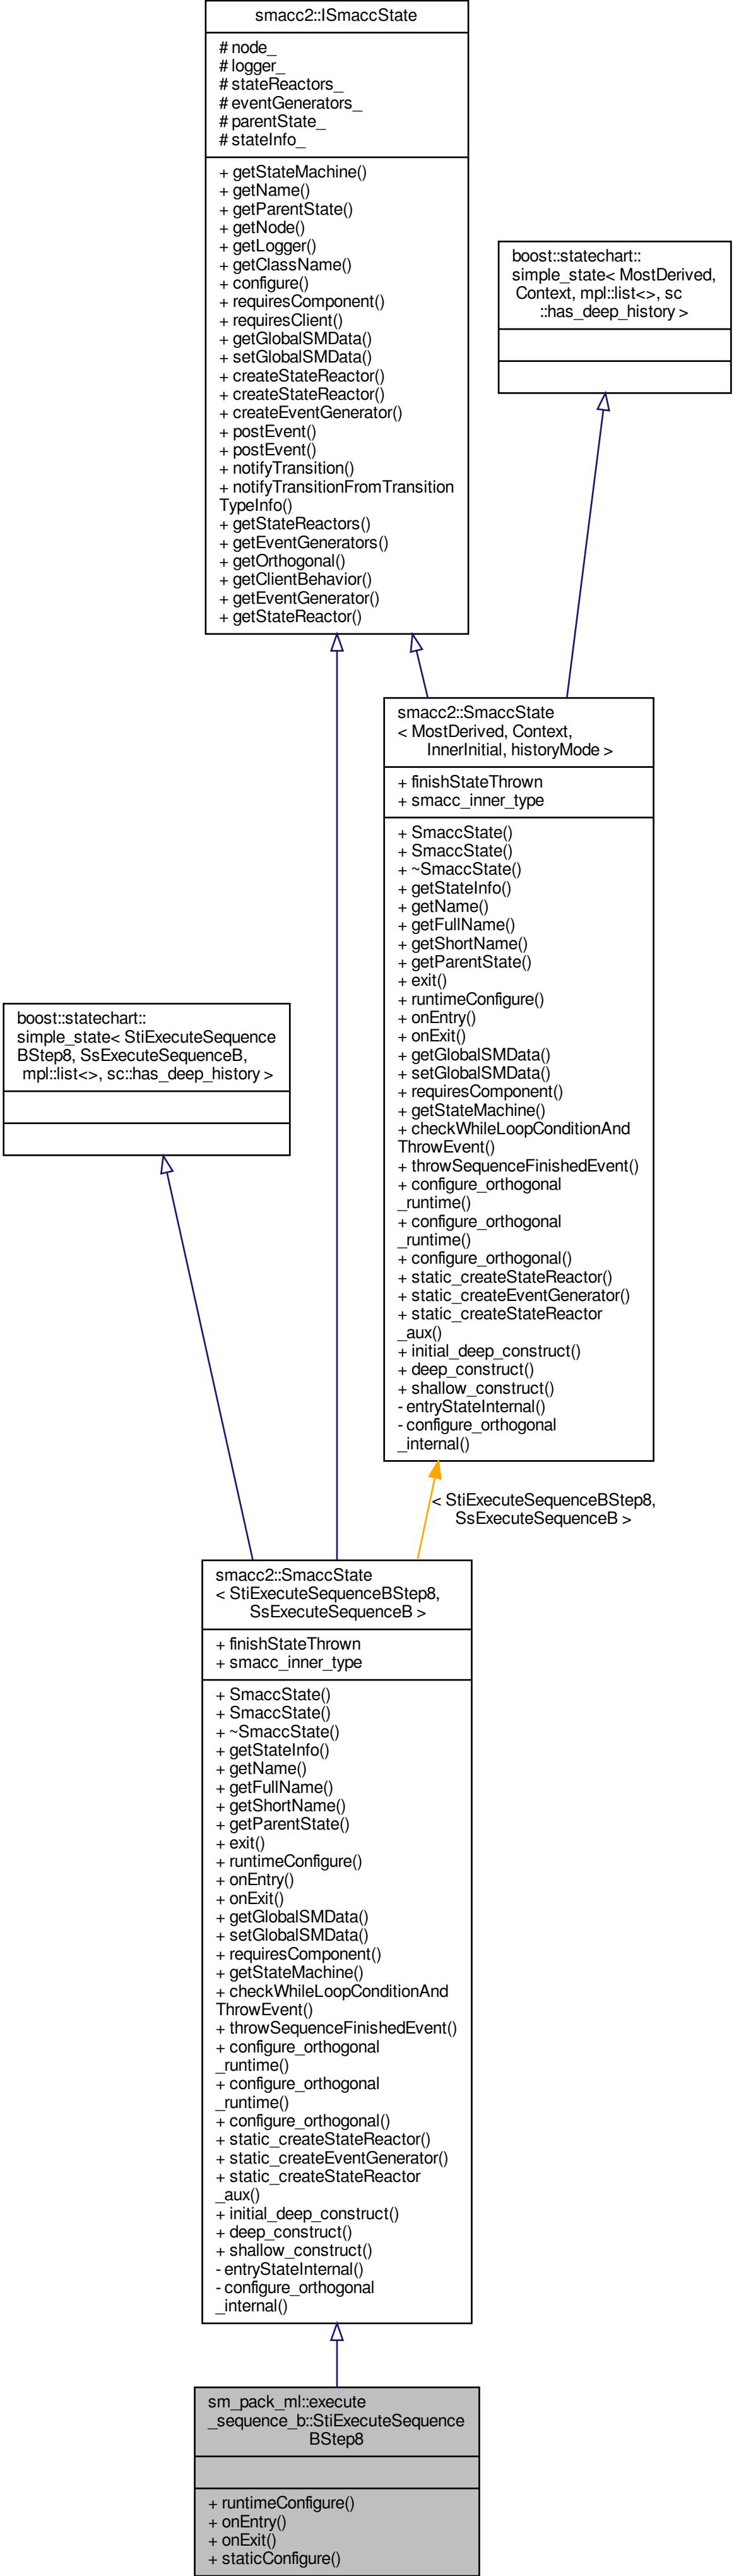 smacc2::ISmaccState
# node_
# logger_
# stateReactors_
# eventGenerators_
# parentState_
# stateInfo_
+ getStateMachine()
+ getName()
+ getParentState()
+ getNode()
+ getLogger()
+ getClassName()
+ configure()
+ requiresComponent()
+ requiresClient()
+ getGlobalSMData()
+ setGlobalSMData()
+ createStateReactor()
+ createStateReactor()
+ createEventGenerator()
+ postEvent()
+ postEvent()
+ notifyTransition()
+ notifyTransitionFromTransition
TypeInfo()
+ getStateReactors()
+ getEventGenerators()
+ getOrthogonal()
+ getClientBehavior()
+ getEventGenerator()
+ getStateReactor()
boost::statechart::
simple_state< MostDerived,
Context, mpl::list<>, sc
::has_deep_history >
smacc2::SmaccState
< MostDerived, Context,
InnerInitial, historyMode >
+ finishStateThrown
+ smacc_inner_type
+ SmaccState()
+ SmaccState()
+ ~SmaccState()
+ getStateInfo()
+ getName()
+ getFullName()
+ getShortName()
+ getParentState()
+ exit()
+ runtimeConfigure()
+ onEntry()
+ onExit()
+ getGlobalSMData()
+ setGlobalSMData()
+ requiresComponent()
+ getStateMachine()
+ checkWhileLoopConditionAnd
ThrowEvent()
+ throwSequenceFinishedEvent()
+ configure_orthogonal
_runtime()
+ configure_orthogonal
_runtime()
+ configure_orthogonal()
+ static_createStateReactor()
+ static_createEventGenerator()
+ static_createStateReactor
_aux()
+ initial_deep_construct()
+ deep_construct()
+ shallow_construct()
- entryStateInternal()
- configure_orthogonal
_internal()
boost::statechart::
simple_state< StiExecuteSequence
BStep8, SsExecuteSequenceB,
mpl::list<>, sc::has_deep_history >
< StiExecuteSequenceBStep8,
SsExecuteSequenceB >
smacc2::SmaccState
< StiExecuteSequenceBStep8,
SsExecuteSequenceB >
+ finishStateThrown
+ smacc_inner_type
+ SmaccState()
+ SmaccState()
+ ~SmaccState()
+ getStateInfo()
+ getName()
+ getFullName()
+ getShortName()
+ getParentState()
+ exit()
+ runtimeConfigure()
+ onEntry()
+ onExit()
+ getGlobalSMData()
+ setGlobalSMData()
+ requiresComponent()
+ getStateMachine()
+ checkWhileLoopConditionAnd
ThrowEvent()
+ throwSequenceFinishedEvent()
+ configure_orthogonal
_runtime()
+ configure_orthogonal
_runtime()
+ configure_orthogonal()
+ static_createStateReactor()
+ static_createEventGenerator()
+ static_createStateReactor
_aux()
+ initial_deep_construct()
+ deep_construct()
+ shallow_construct()
- entryStateInternal()
- configure_orthogonal
_internal()
sm_pack_ml::execute
_sequence_b::StiExecuteSequence
BStep8
+ runtimeConfigure()
+ onEntry()
+ onExit()
+ staticConfigure()